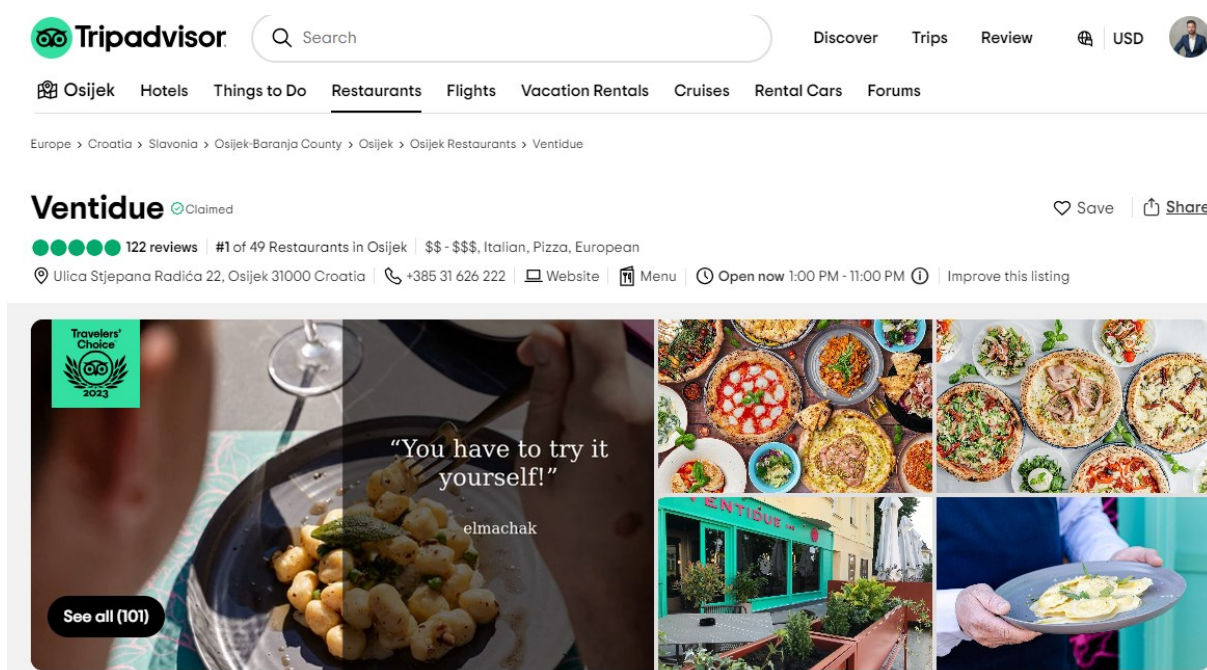 Tripadvisor
Search
Discover Trips Review USD
Osijek Hotels Things to Do Restaurants Flights Vacation Rentals Cruises Rental Cars Forums
Europe > Croatia > Slavonia > Osijek-Baranja County > Osijek > Osijek Restaurants > Ventidue
Ventidue Claimed
Save Share
122 reviews #1 of 49 Restaurants in Osijek $$ - $$$, Italian, Pizza, European
Ulica Stjepana Radića 22, Osijek 31000 Croatia +385 31 626 222 Website Menu Open now 1:00 PM - 11:00 PM Improve this listing
Travelers'
Choice
2023
“You have to try it
yourself!”
elmachak
See all (101)
VENTIDUE